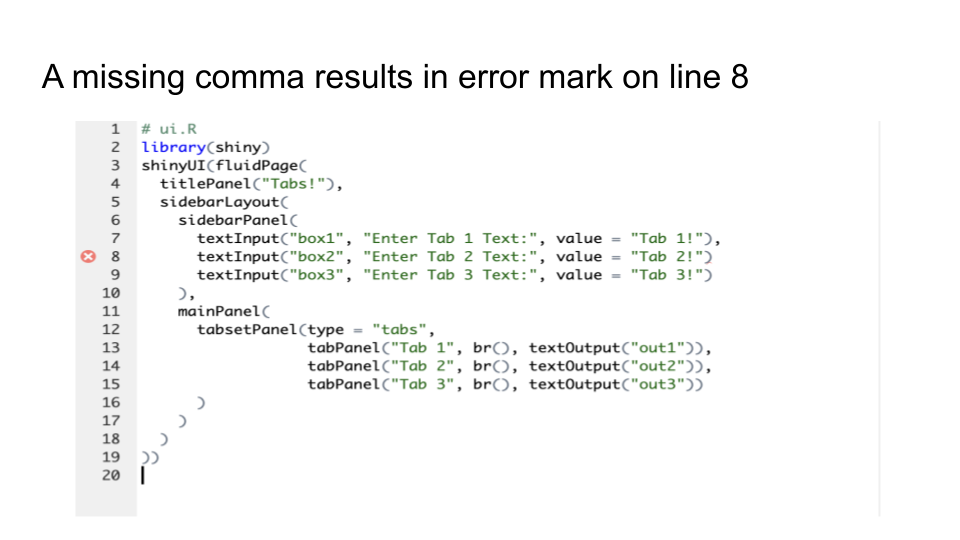 A missing comma results in error mark on line 8
1 # ui.R
2 library(shiny)
3 shinyUI(fluidPage(
4   titlePanel("Tabs!"),
5   sidebarLayout(
6     sidebarPanel(
7       textInput("box1", "Enter Tab 1 Text:", value = "Tab 1!"),
8       textInput("box2", "Enter Tab 2 Text:", value = "Tab 2!")
9       textInput("box3", "Enter Tab 3 Text:", value = "Tab 3!")
10     ),
11     mainPanel(
12       tabsetPanel(type = "tabs",
13                   tabPanel("Tab 1", br(), textOutput("out1")),
14                   tabPanel("Tab 2", br(), textOutput("out2")),
15                   tabPanel("Tab 3", br(), textOutput("out3"))
16       )
17     )
18   )
19 ))
20